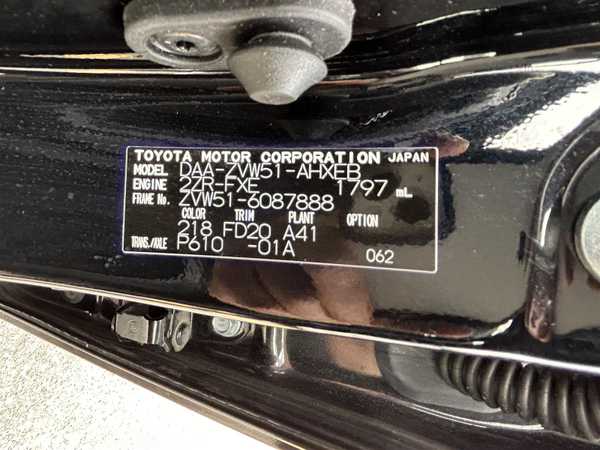 TOYOTA MOTOR CORPORATION JAPAN
MODEL DAA-ZVW51-AHXEB
ENGINE 2ZR-FXE 1797 mL
FRAME No. ZVW51-6087888
COLOR TRIM PLANT OPTION
218 FD20 A41
TRANS./AXLE P610 -01A 062